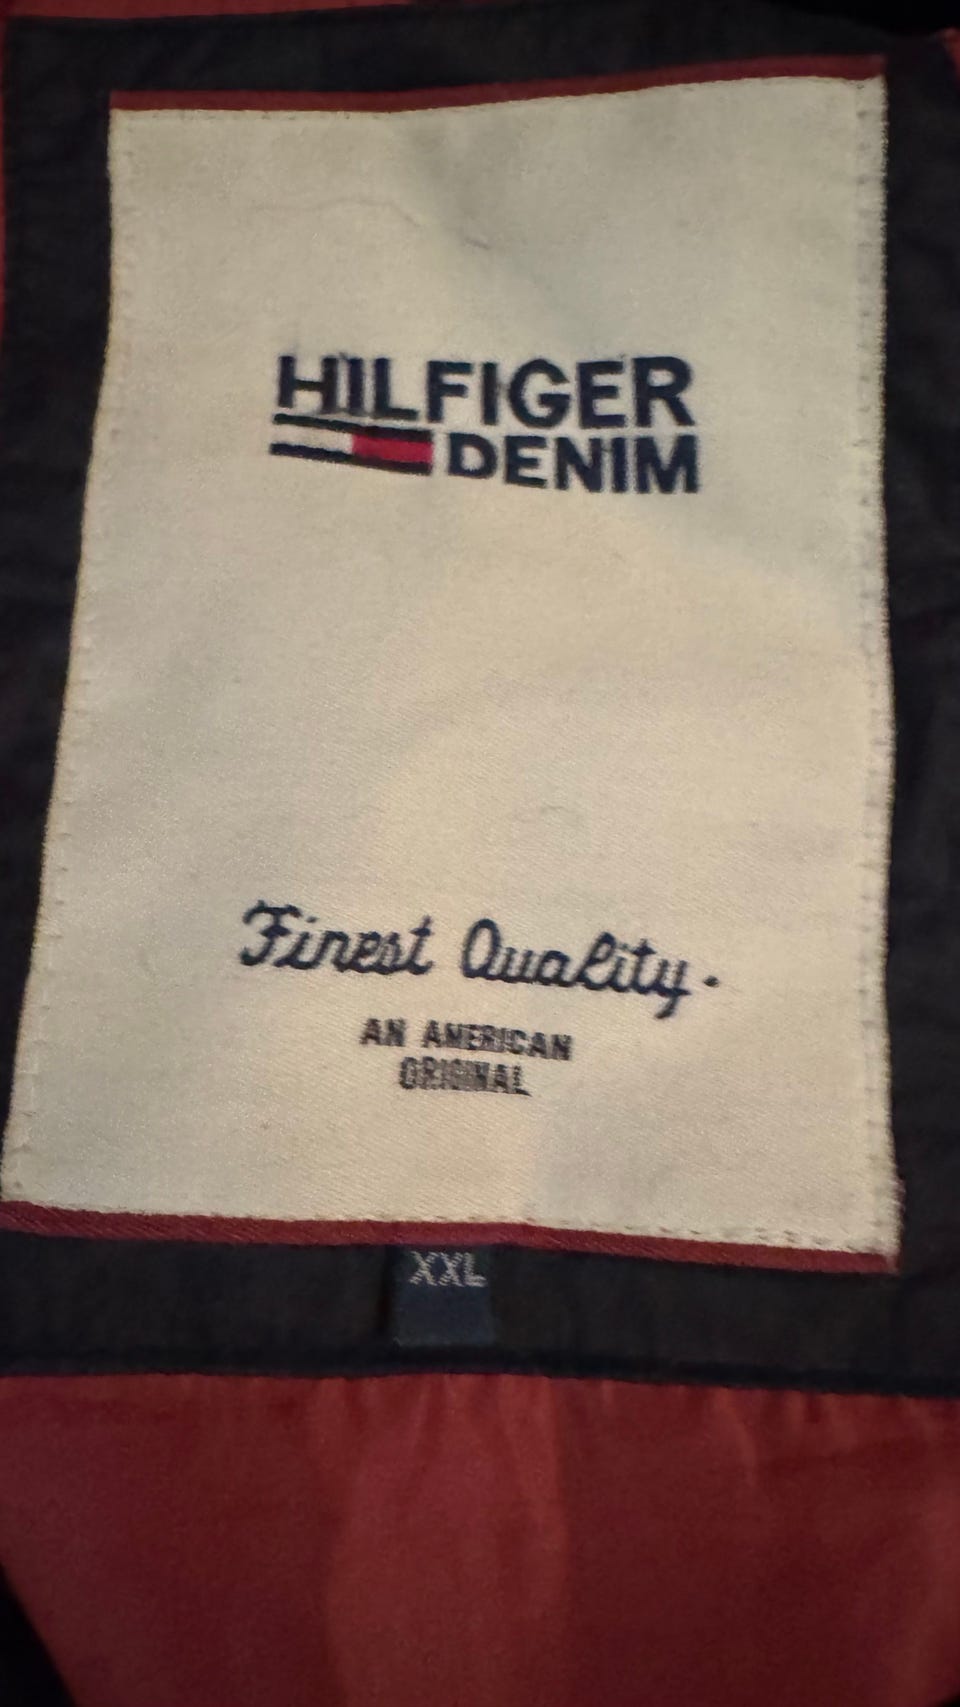 HILFIGER
DENIM
Finest Quality.
AN AMERICAN
ORIGINAL
XXL